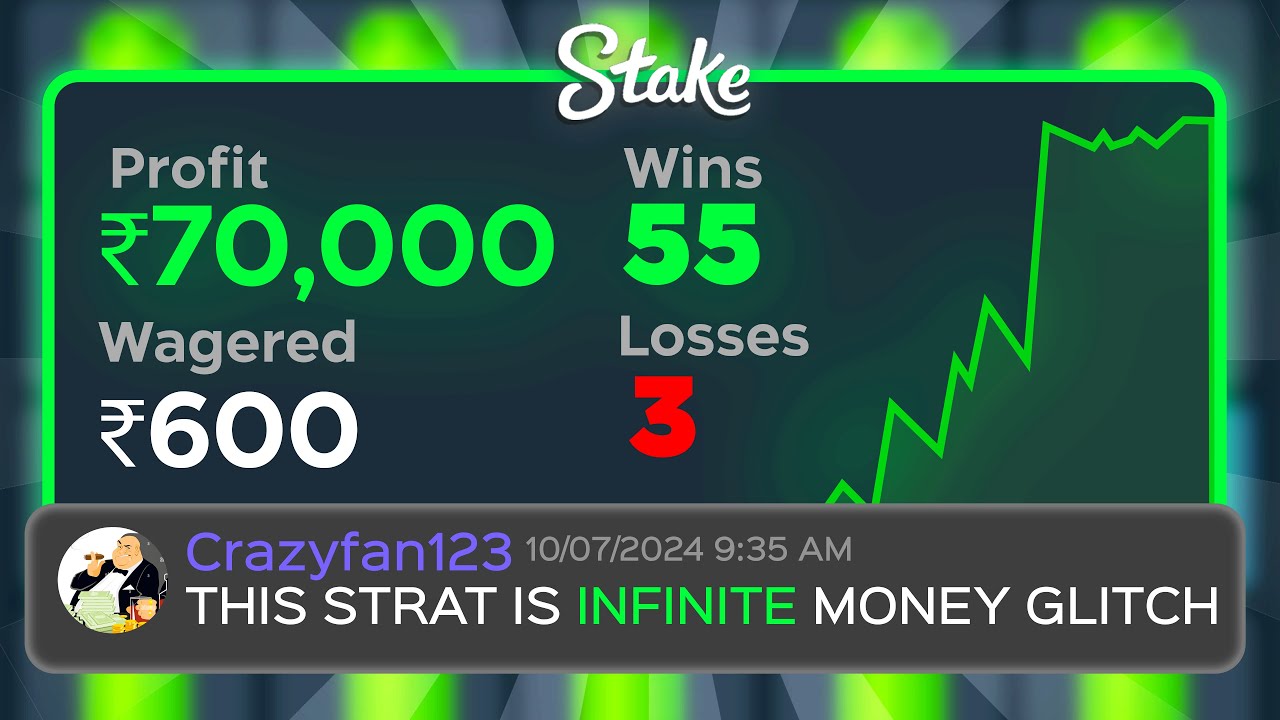 Stake
Profit
₹70,000
Wins
55
Wagered
₹600
Losses
3
Crazyfan123 10/07/2024 9:35 AM
THIS STRAT IS INFINITE MONEY GLITCH